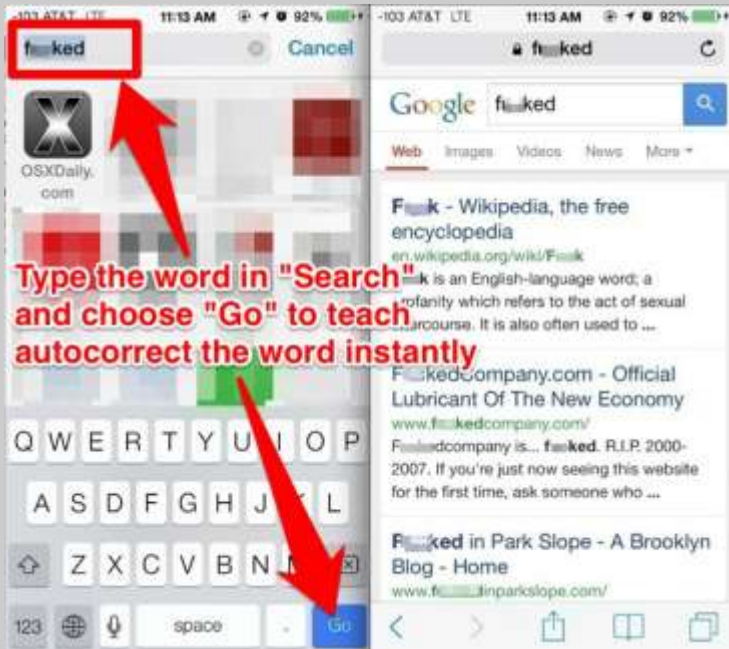 -103 AT&T LTE 11:13 AM 92%
ked
Cancel
OSXDaily.
com
Type the word in "Search"
and choose "Go" to teach
autocorrect the word instantly
Q W E R T Y U I O P
A S D F G H J L
Z X C V B N
123 space . Go
-103 AT&T LTE 11:13 AM 92%
ked
Google
ked
Web Images Videos News More
- Wikipedia, the free
encyclopedia
en.wikipedia.org/wiki/
is an English-language word; a
profanity which refers to the act of sexual
intercourse. It is also often used to ...
kedCompany.com - Official
Lubricant Of The New Economy
www. kedcompany.com/
dcompany is... ked. R.I.P. 2000-
2007. If you're just now seeing this website
for the first time, ask someone who ...
ked in Park Slope - A Brooklyn
Blog - Home
www. inparkslope.com/